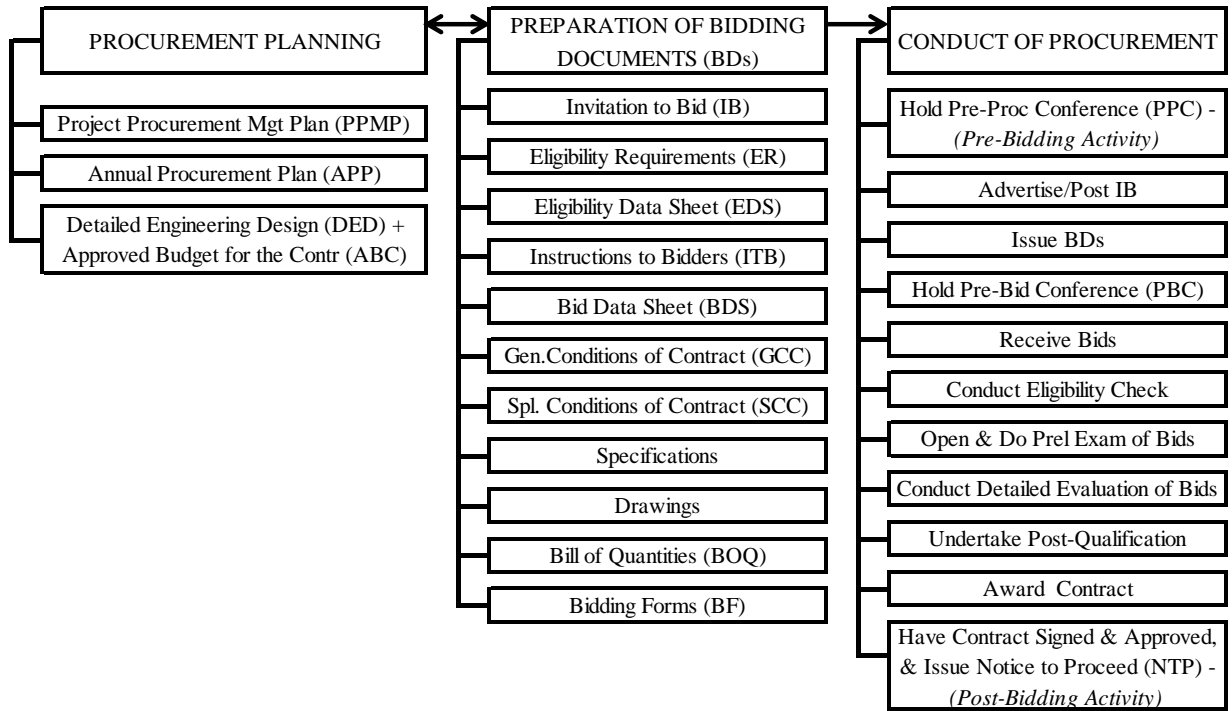 PROCUREMENT PLANNING
Project Procurement Mgt Plan (PPMP)
Annual Procurement Plan (APP)
Detailed Engineering Design (DED) +
Approved Budget for the Contr (ABC)
PREPARATION OF BIDDING
DOCUMENTS (BDs)
Invitation to Bid (IB)
Eligibility Requirements (ER)
Eligibility Data Sheet (EDS)
Instructions to Bidders (ITB)
Bid Data Sheet (BDS)
Gen.Conditions of Contract (GCC)
Spl. Conditions of Contract (SCC)
Specifications
Drawings
Bill of Quantities (BOQ)
Bidding Forms (BF)
CONDUCT OF PROCUREMENT
Hold Pre-Proc Conference (PPC) -
(Pre-Bidding Activity)
Advertise/Post IB
Issue BDs
Hold Pre-Bid Conference (PBC)
Receive Bids
Conduct Eligibility Check
Open & Do Prel Exam of Bids
Conduct Detailed Evaluation of Bids
Undertake Post-Qualification
Award Contract
Have Contract Signed & Approved,
& Issue Notice to Proceed (NTP) -
(Post-Bidding Activity)